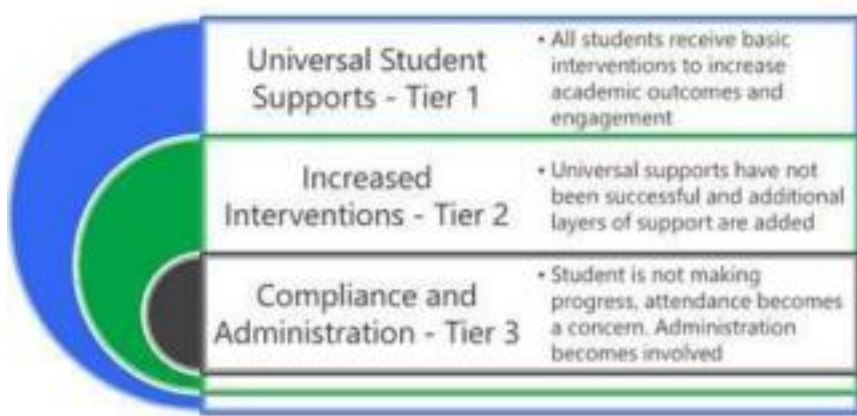 Universal Student
Supports - Tier 1
• All students receive basic
interventions to increase
academic outcomes and
engagement
Increased
Interventions - Tier 2
• Universal supports have not
been successful and additional
layers of support are added
Compliance and
Administration - Tier 3
• Student is not making
progress, attendance becomes
a concern. Administration
becomes involved